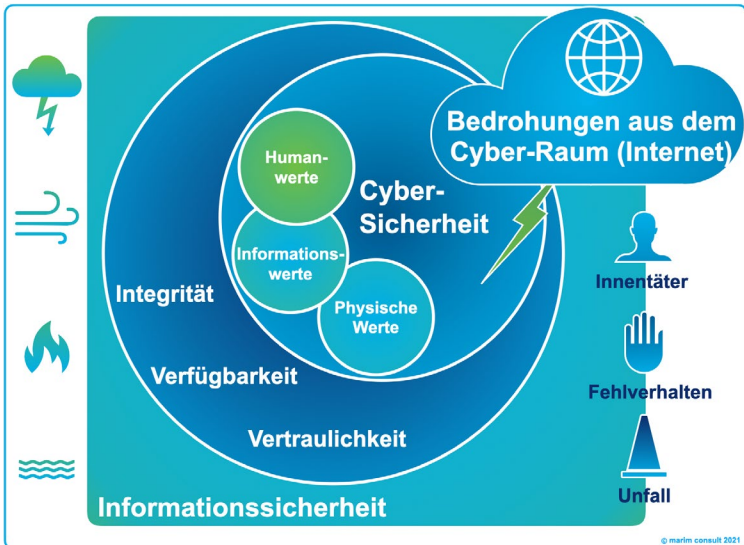 Bedrohungen aus dem
Cyber-Raum (Internet)
Human-
werte
Cyber-
Sicherheit
Informations-
werte
Physische
Werte
Integrität
Verfügbarkeit
Vertraulichkeit
Innentäter
Fehlverhalten
Unfall
Informationssicherheit
© marim consult 2021